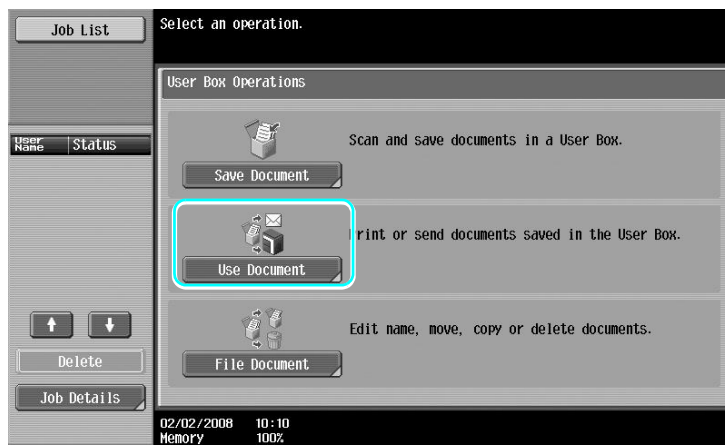 Job List
Select an operation.
User Box Operations
User Name Status
Scan and save documents in a User Box.
Save Document
Print or send documents saved in the User Box.
Use Document
Edit name, move, copy or delete documents.
File Document
Delete
Job Details
02/02/2008 10:10
Memory 100%